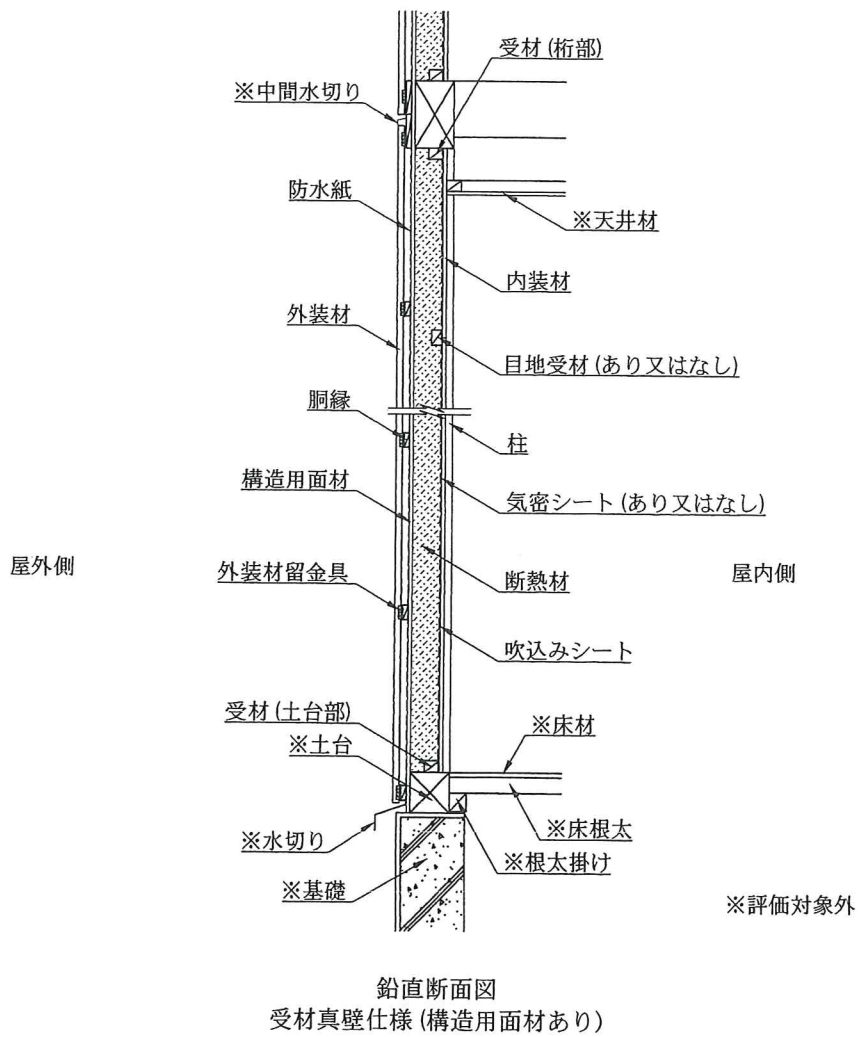 受材(桁部)
※中間水切り
防水紙
※天井材
内装材
外装材
目地受材(あり又はなし)
胴縁
柱
構造用面材
気密シート(あり又はなし)
屋外側
外装材留金具
断熱材
屋内側
吹込みシート
受材(土台部)
※床材
※土台
※水切り
※床根太
※根太掛け
※基礎
※評価対象外
鉛直断面図
受材真壁仕様(構造用面材あり)